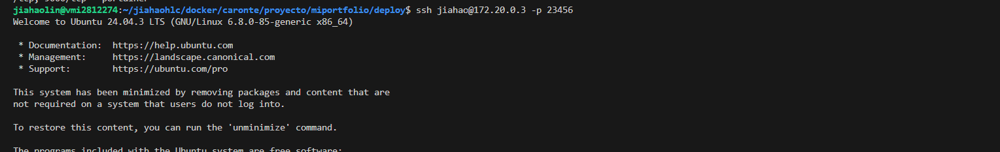 /tcp, 9000/tcp portainer
jiahaolin@vmi2812274:~/jiahaohlc/docker/caronte/proyecto/miportfolio/deploy$ ssh jiahao@172.20.0.3 -p 23456
Welcome to Ubuntu 24.04.3 LTS (GNU/Linux 6.8.0-85-generic x86_64)
* Documentation:  https://help.ubuntu.com
* Management:     https://landscape.canonical.com
* Support:        https://ubuntu.com/pro
This system has been minimized by removing packages and content that are
not required on a system that users do not log into.
To restore this content, you can run the 'unminimize' command.
The programs included with the Ubuntu system are free software;